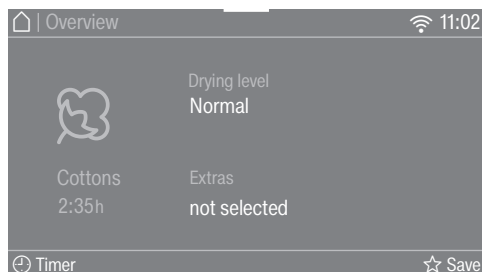 | Overview 11:02
Drying level
Normal
Cottons Extras
2:35h not selected
Timer Save